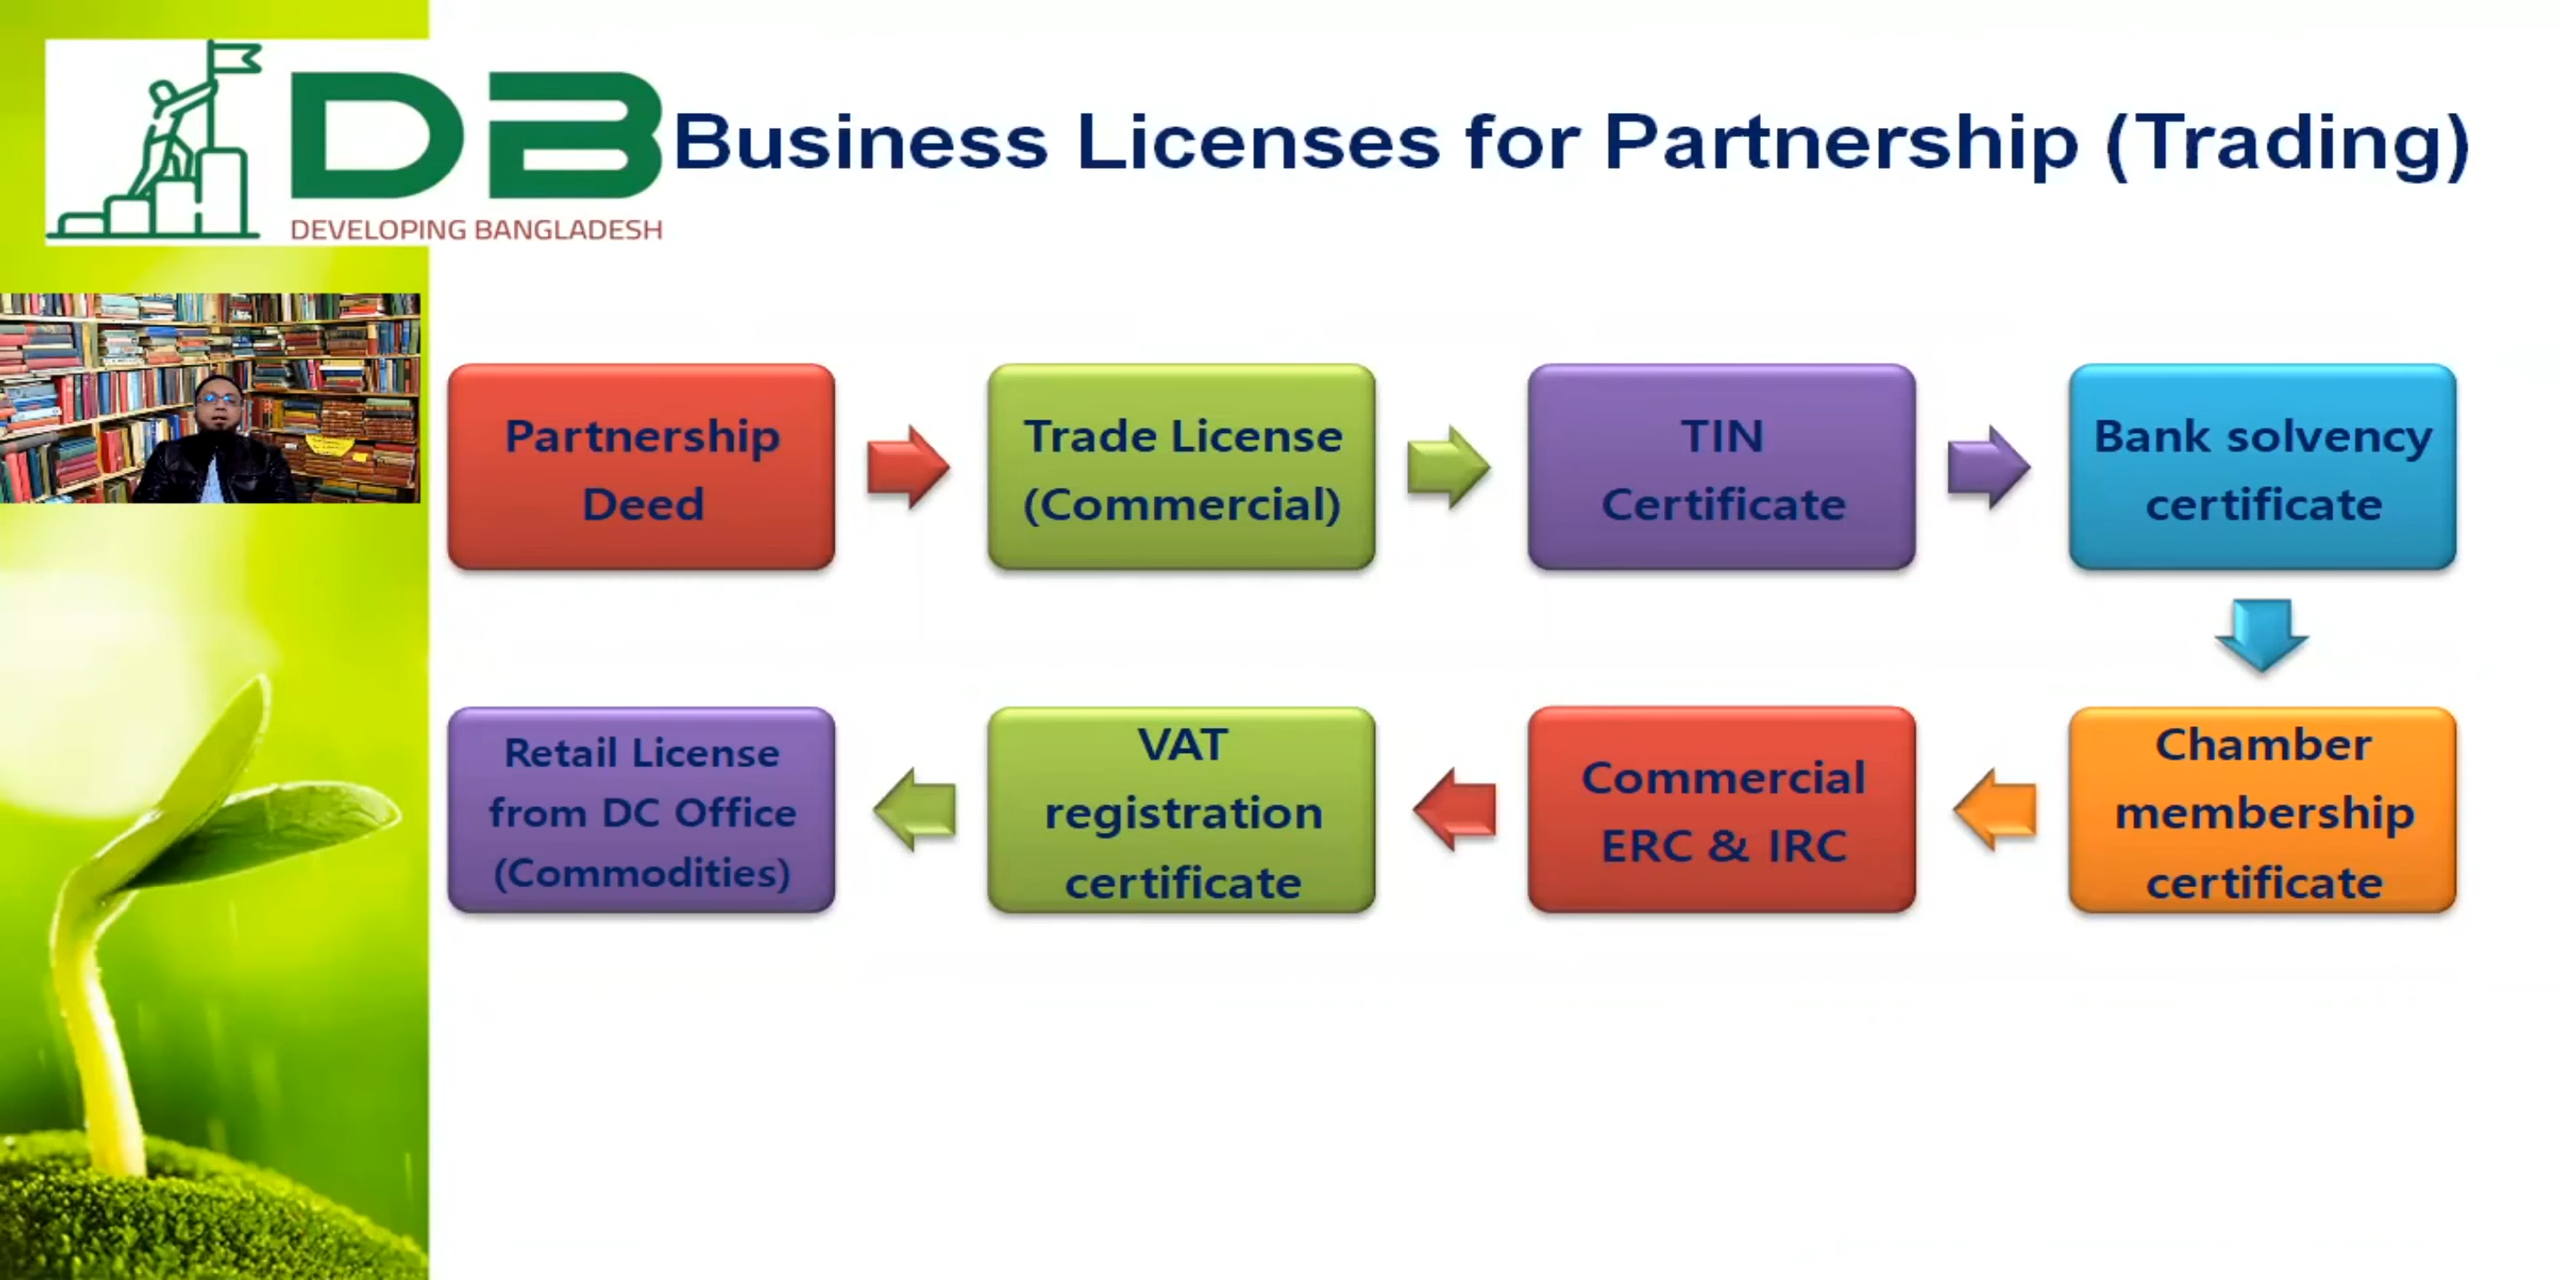 DB
DEVELOPING BANGLADESH
Business Licenses for Partnership (Trading)
Partnership
Deed
Trade License
(Commercial)
TIN
Certificate
Bank solvency
certificate
Chamber
membership
certificate
Commercial
ERC & IRC
VAT
registration
certificate
Retail License
from DC Office
(Commodities)